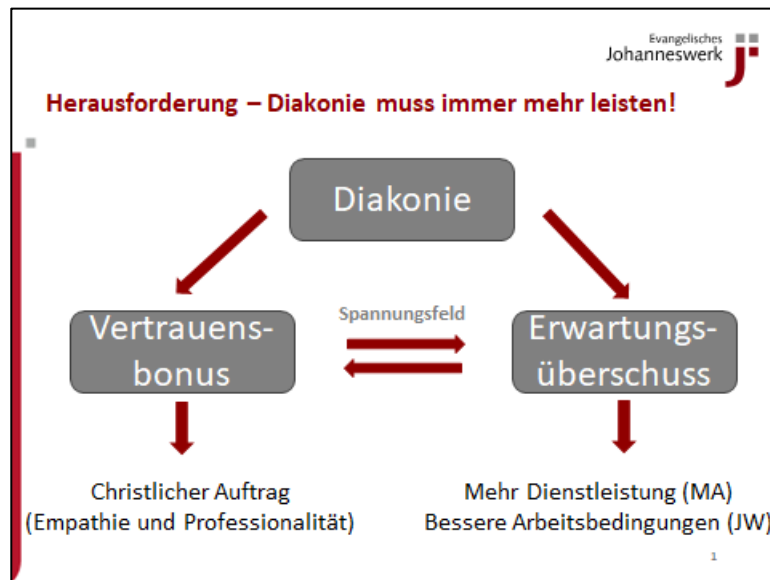 Evangelisches
Johanneswerk
Herausforderung – Diakonie muss immer mehr leisten!
Diakonie
Vertrauens-
bonus
Spannungsfeld
Erwartungs-
überschuss
Christlicher Auftrag
(Empathie und Professionalität)
Mehr Dienstleistung (MA)
Bessere Arbeitsbedingungen (JW)
1